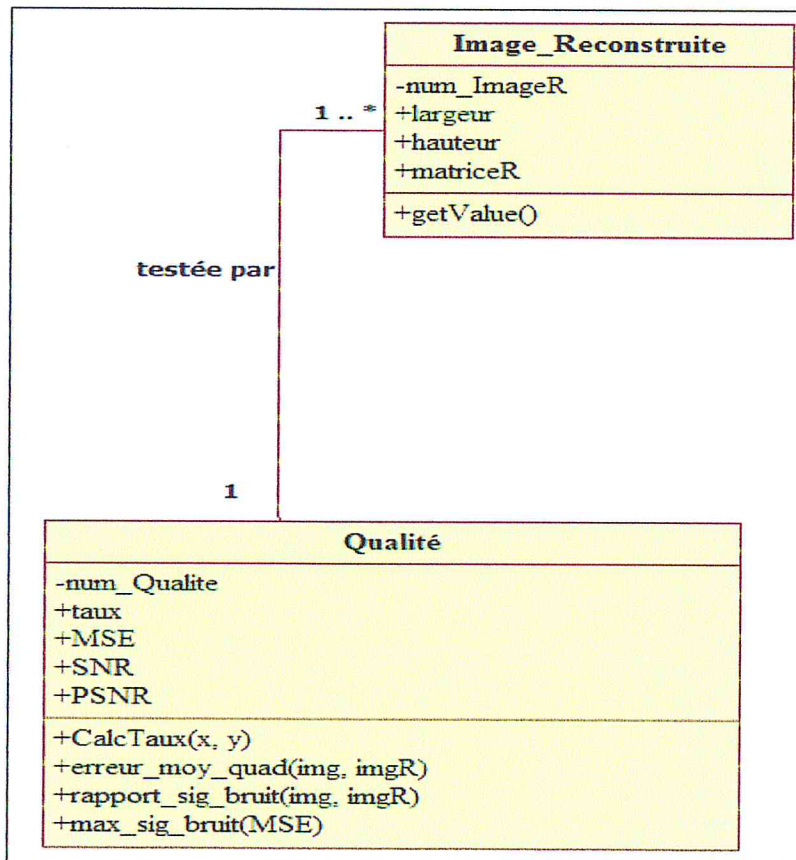 Image_Reconstruite
-num_ImageR
+largeur
+hauteur
+matriceR
+getValue()
1 .. *
testée par
1
Qualité
-num_Qualite
+taux
+MSE
+SNR
+PSNR
+CalcTaux(x, y)
+erreur_moy_quad(img, imgR)
+rapport_sig_bruit(img, imgR)
+max_sig_bruit(MSE)